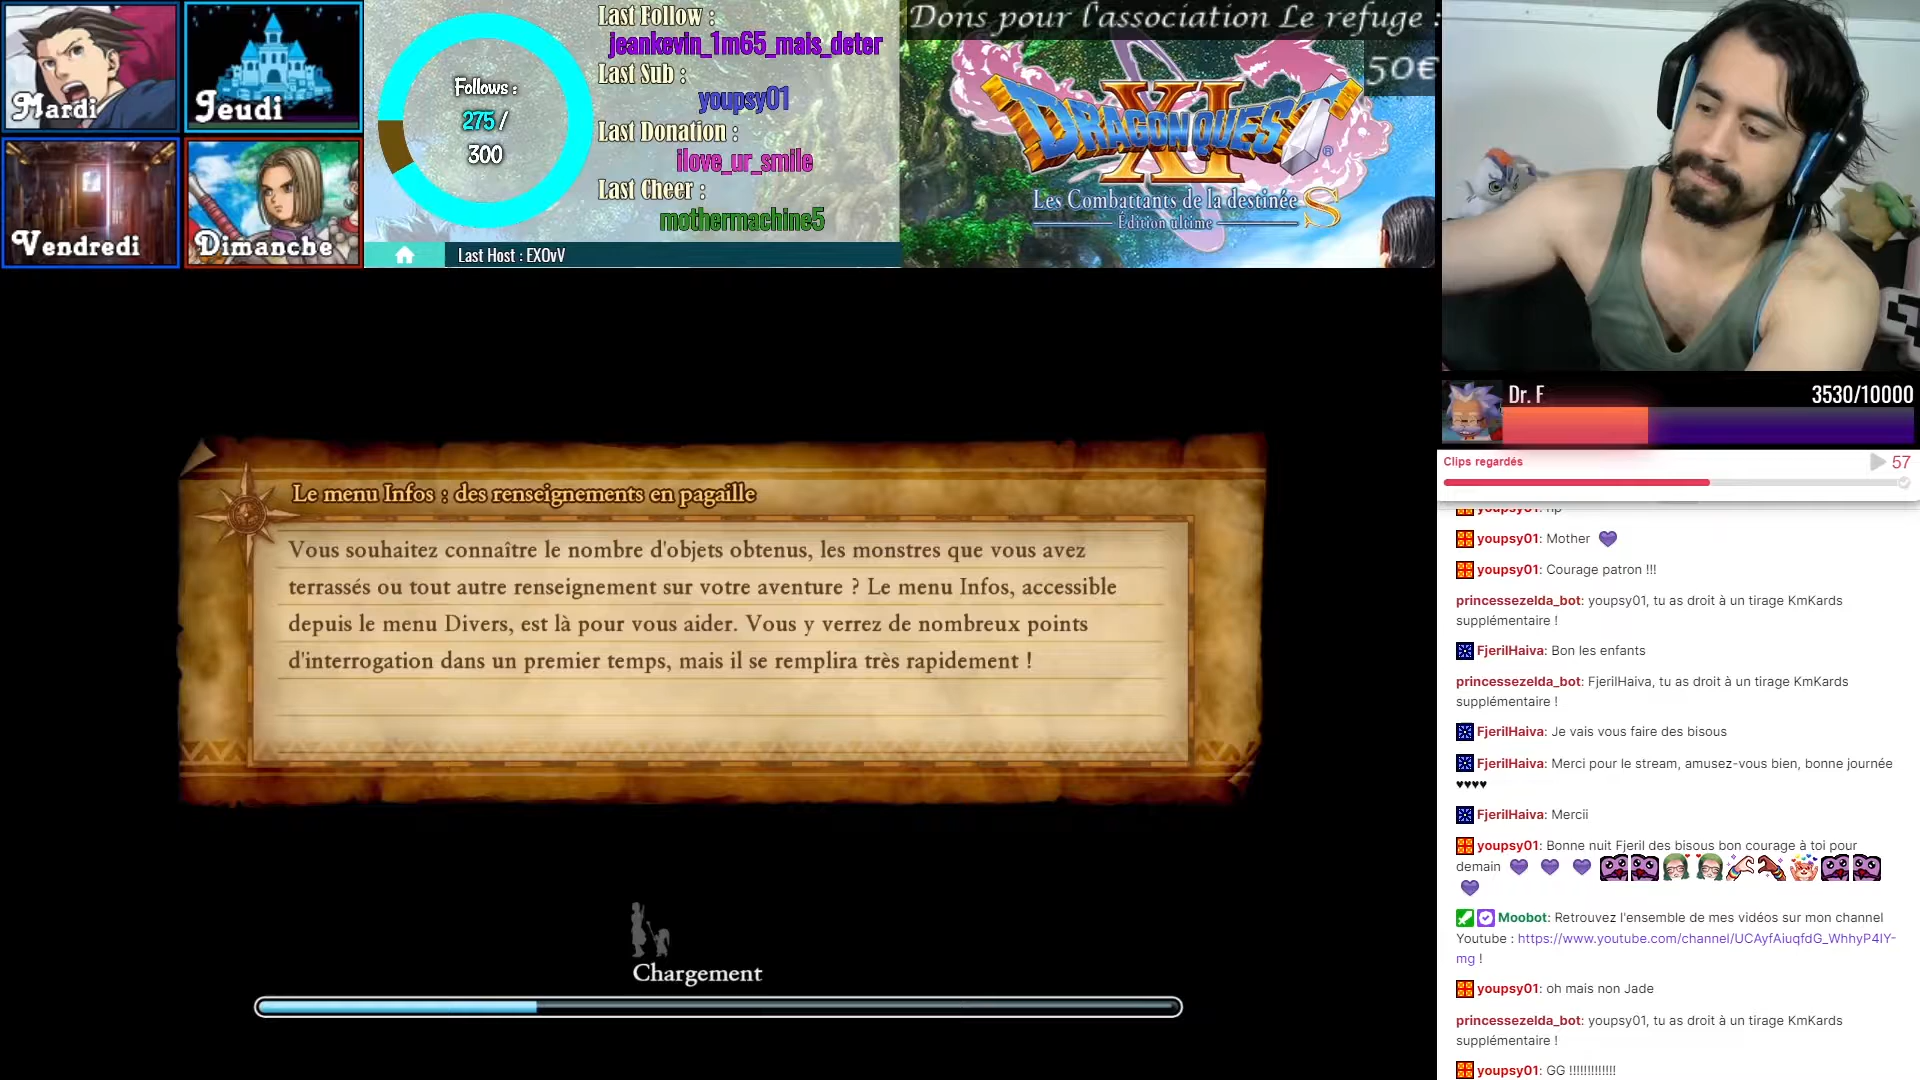 Mardi
Jeudi
Vendredi
Dimanche
Follows :
275 /
300
Last Follow :
jeankevin_1m65_mais_deter
Last Sub :
youpsy01
Last Donation :
ilove_ur_smile
Last Cheer :
mothermachine5
Last Host : EXOvV
Dons pour l'association Le refuge :
50€
DRAGON QUEST XI
Les Combattants de la destinée S
Édition ultime
Dr. F
3530/10000
Clips regardés
57
Le menu Infos : des renseignements en pagaille
Vous souhaitez connaître le nombre d'objets obtenus, les monstres que vous avez
terrassés ou tout autre renseignement sur votre aventure ? Le menu Infos, accessible
depuis le menu Divers, est là pour vous aider. Vous y verrez de nombreux points
d'interrogation dans un premier temps, mais il se remplira très rapidement !
Chargement
youpsy01: Mother
youpsy01: Courage patron !!!
princessezelda_bot: youpsy01, tu as droit à un tirage KmKards
supplémentaire !
FjerilHaiva: Bon les enfants
princessezelda_bot: FjerilHaiva, tu as droit à un tirage KmKards
supplémentaire !
FjerilHaiva: Je vais vous faire des bisous
FjerilHaiva: Merci pour le stream, amusez-vous bien, bonne journée
♥♥♥♥
FjerilHaiva: Mercii
youpsy01: Bonne nuit Fjeril des bisous bon courage à toi pour
demain
Moobot: Retrouvez l'ensemble de mes vidéos sur mon channel
Youtube : https://www.youtube.com/channel/UCAyfAiuqfdG_WhhyP4IY-
mg !
youpsy01: oh mais non Jade
princessezelda_bot: youpsy01, tu as droit à un tirage KmKards
supplémentaire !
youpsy01: GG !!!!!!!!!!!!!